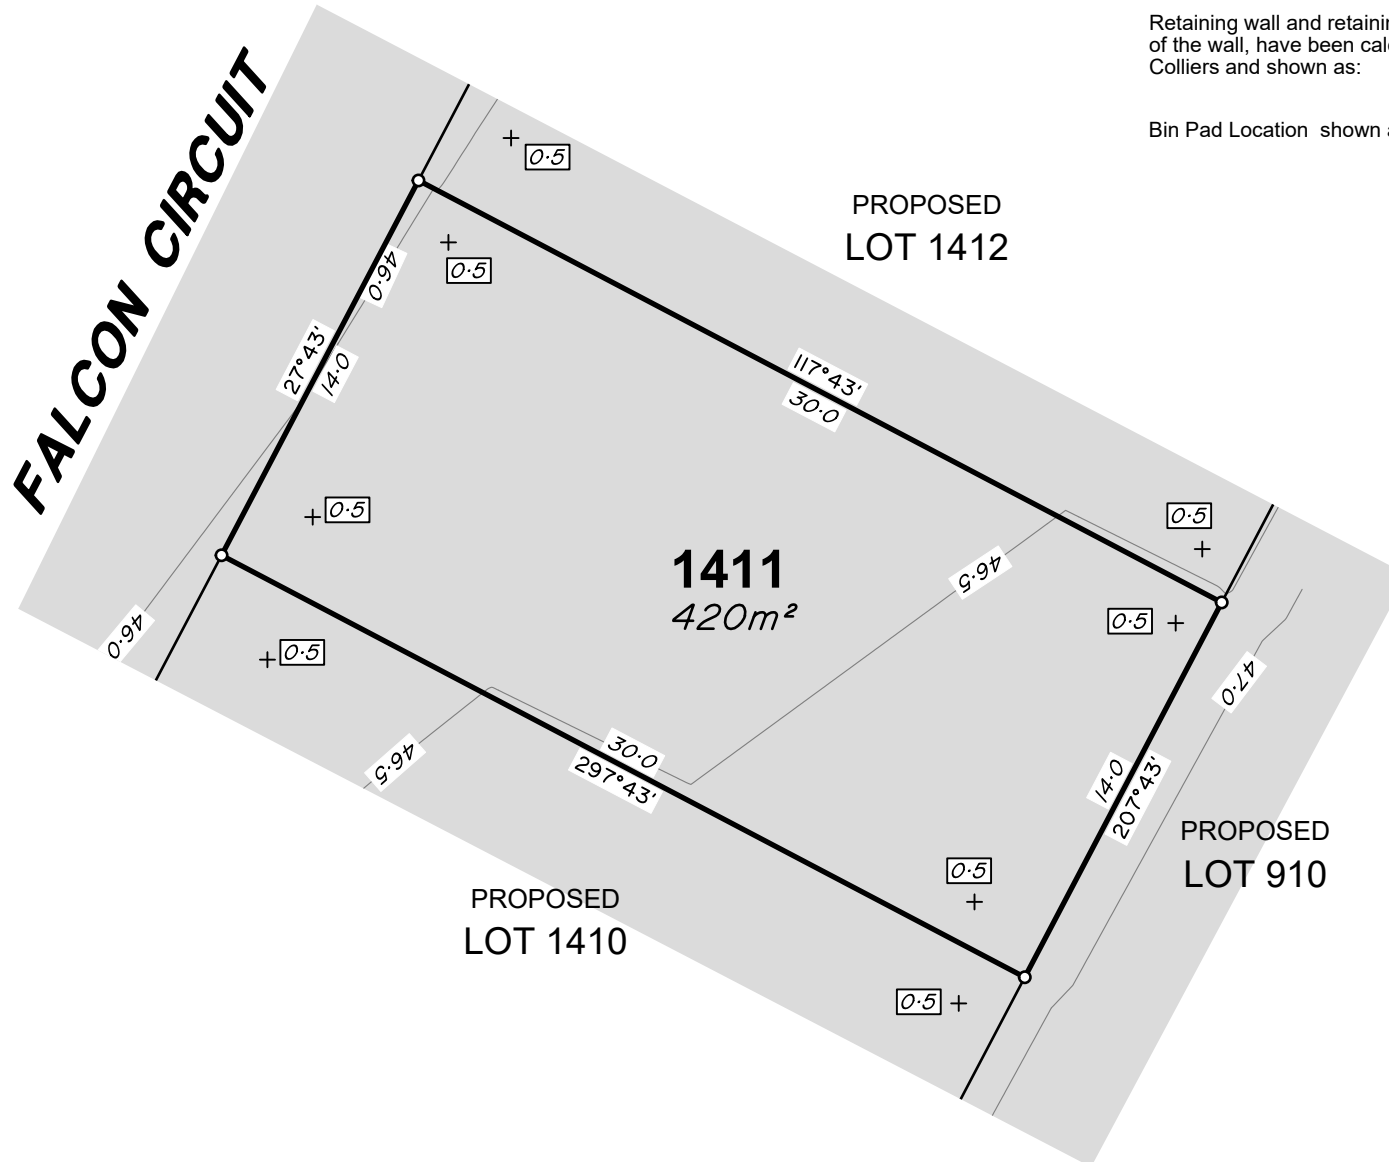 Retaining wall and
of the wall, have been
Colliers and shown as:
Bin Pad Location shown
FALCON CIRCUIT
0·5
PROPOSED
LOT 1412
0·5
46·0
27°43'
14·0
117°43'
30·0
0·5
0·5
1411
420m²
46·5
0·5
46·0
0·5
47·0
46·5
30·0
297°43'
14·0
207°43'
PROPOSED
LOT 910
0·5
PROPOSED
LOT 1410
0·5